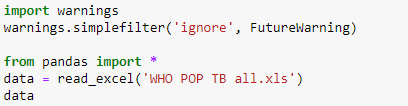 import warnings
warnings.simplefilter('ignore', FutureWarning)
from pandas import *
data = read_excel('WHO POP TB all.xls')
data